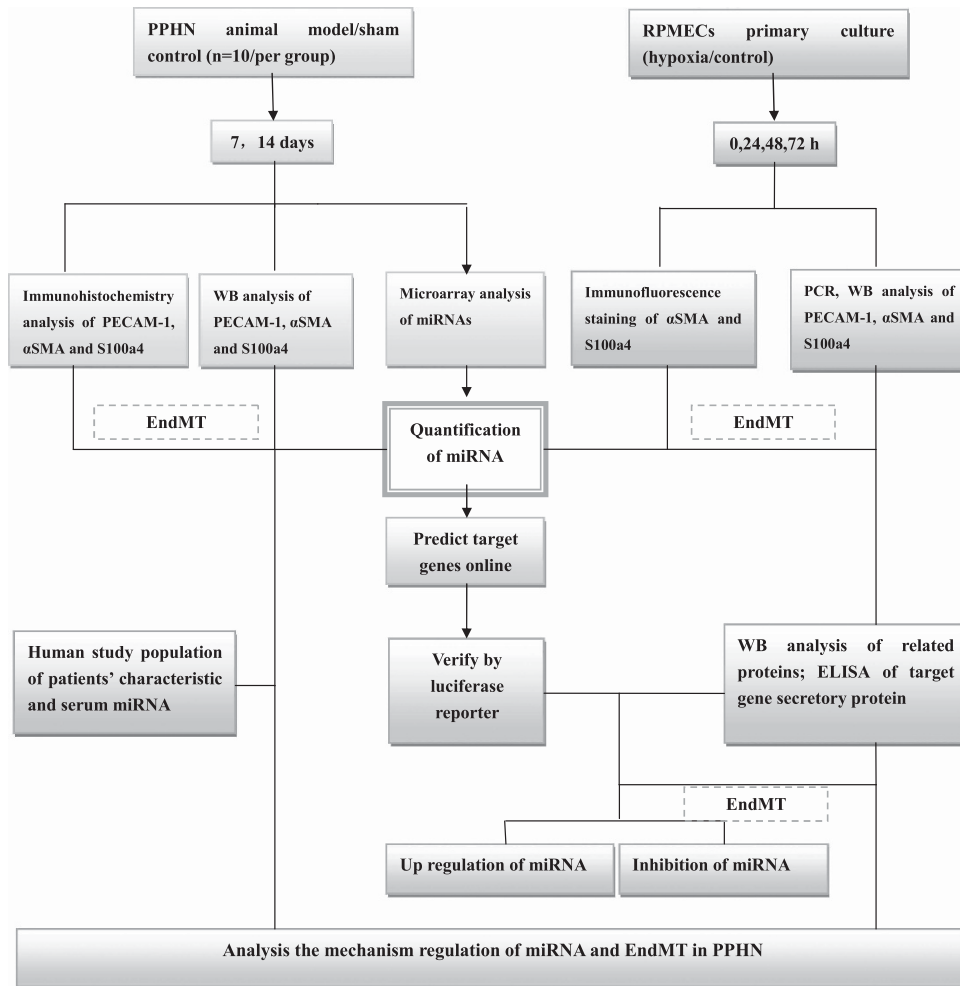 PPHN animal model/sham
control (n=10/per group)
RPMECs primary culture
(hypoxia/control)
7，14 days
0,24,48,72 h
Immunohistochemistry
analysis of PECAM-1,
αSMA and S100a4
WB analysis of
PECAM-1, αSMA
and S100a4
Microarray analysis
of miRNAs
Immunofluorescence
staining of αSMA and
S100a4
PCR, WB analysis of
PECAM-1, αSMA and
S100a4
EndMT
Quantification
of miRNA
EndMT
Predict target
genes online
Human study population
of patients’ characteristic
and serum miRNA
Verify by
luciferase
reporter
WB analysis of related
proteins; ELISA of target
gene secretory protein
EndMT
Up regulation of miRNA
Inhibition of miRNA
Analysis the mechanism regulation of miRNA and EndMT in PPHN